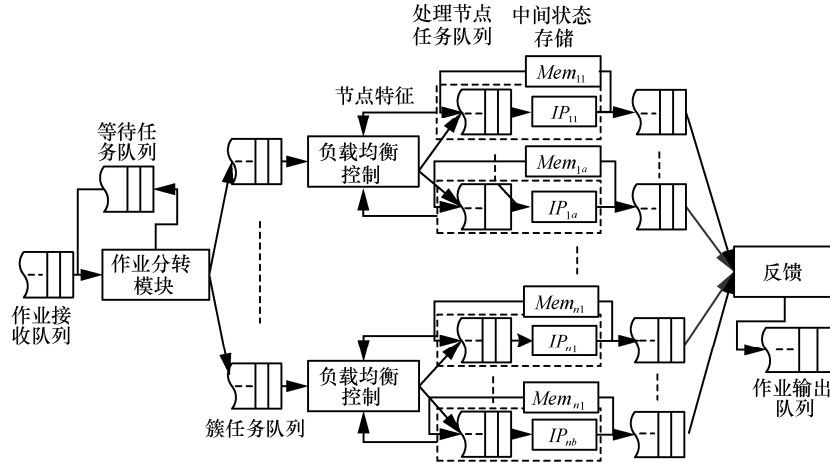 处理节点
任务队列
中间状态
存储
Mem11
节点特征
IP11
等待任
务队列
负载均衡
控制
Mem1a
IP1a
作业分转
模块
反馈
作业接
收队列
Memn1
IPn1
负载均衡
控制
Memn1
作业输出
队列
簇任务队列
IPnb